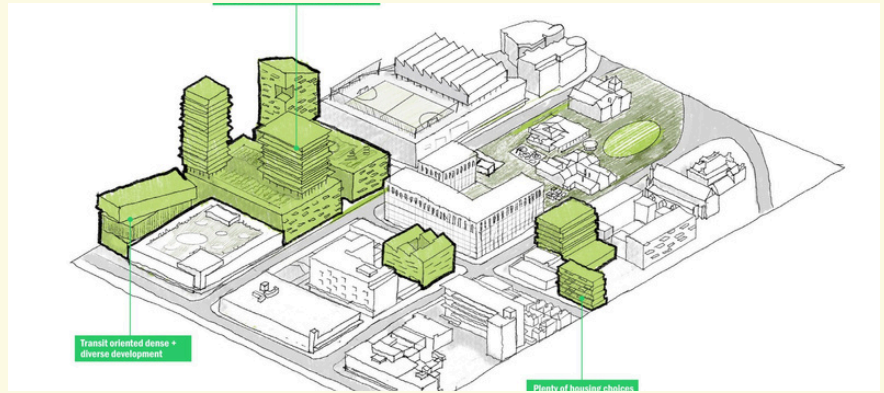 Transit oriented dense +
diverse development
Plenty of housing choices